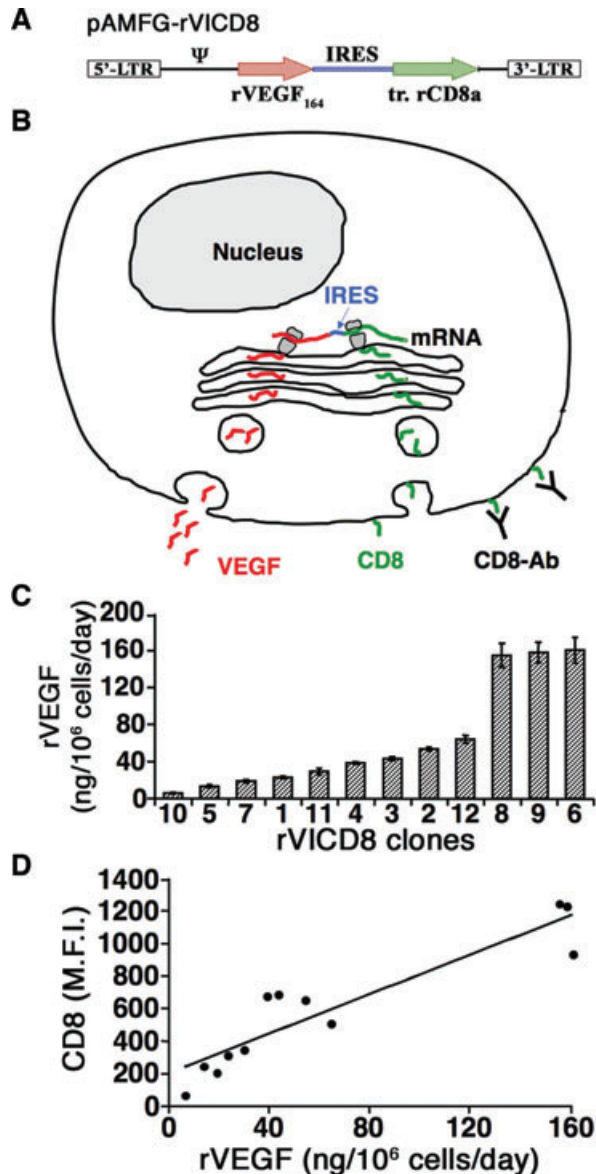 A
pAMFG-rVICD8
5'-LTR Ψ IRES 3'-LTR
rVEGF₁₆₄ tr. rCD8a
B
Nucleus
IRES
mRNA
VEGF CD8 CD8-Ab
C
rVEGF
(ng/10⁶ cells/day)
200
160
120
80
40
0
10 5 7 1 11 4 3 2 12 8 9 6
rVICD8 clones
D
CD8 (M.F.I.)
1400
1200
1000
800
600
400
200
0
0 40 80 120 160
rVEGF (ng/10⁶ cells/day)